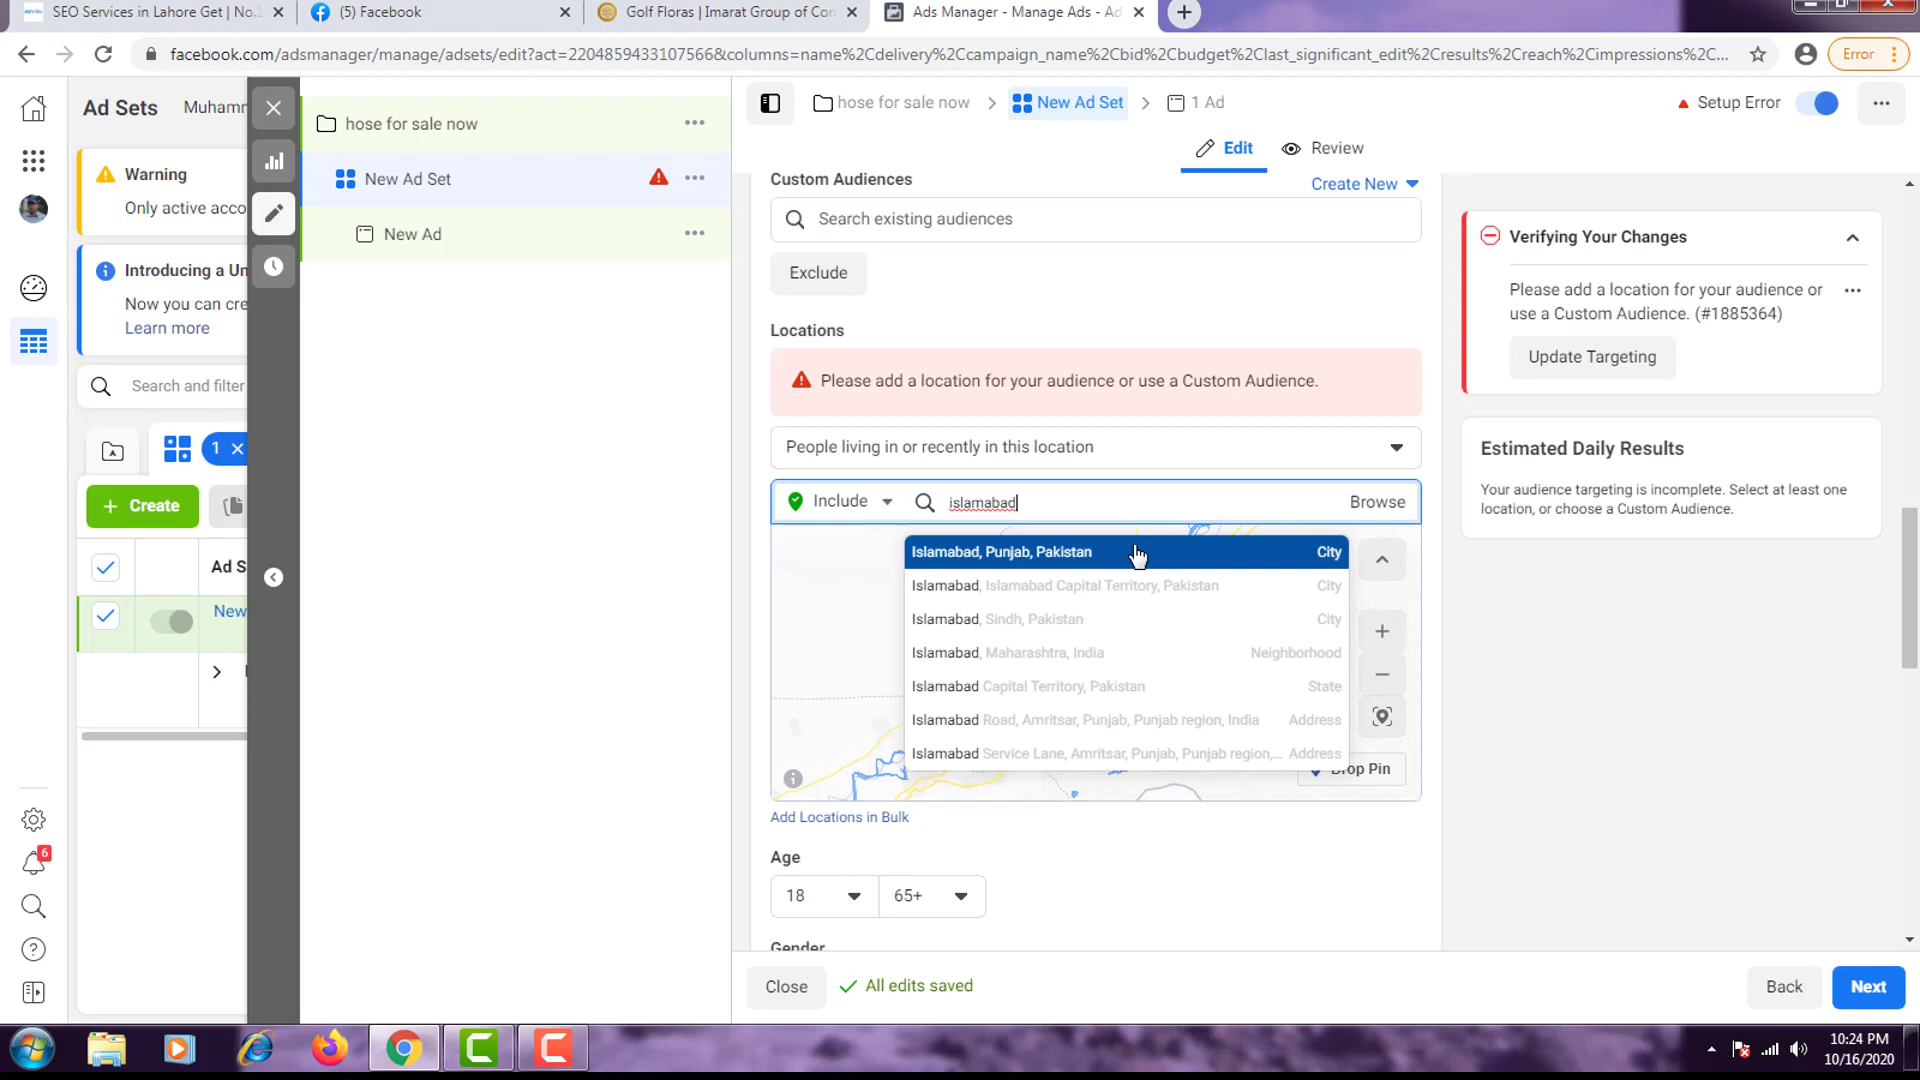 SEO Services in Lahore Get | No.1
(5) Facebook
Golf Floras | Imarat Group of Con
Ads Manager - Manage Ads - Ad
facebook.com/adsmanager/manage/adsets/edit?act=2204859433107566&columns=name%2Cdelivery%2Ccampaign_name%2Cbid%2Cbudget%2Clast_significant_edit%2Cresults%2Creach%2Cimpressions%2C...
Error
Ad Sets
Muhamm
Warning
Only active acco
Introducing a Un
Now you can cre
Learn more
Search and filter
1
Create
Ad S
New
hose for sale now
New Ad Set
New Ad
hose for sale now
New Ad Set
1 Ad
Setup Error
Edit
Review
Custom Audiences
Create New
Search existing audiences
Exclude
Locations
Please add a location for your audience or use a Custom Audience.
People living in or recently in this location
Include
islamabad
Browse
Islamabad, Punjab, Pakistan City
Islamabad, Islamabad Capital Territory, Pakistan City
Islamabad, Sindh, Pakistan City
Islamabad, Maharashtra, India Neighborhood
Islamabad Capital Territory, Pakistan State
Islamabad Road, Amritsar, Punjab, Punjab region, India Address
Islamabad Service Lane, Amritsar, Punjab, Punjab region,... Address
Drop Pin
Add Locations in Bulk
Age
18
65+
Gender
Verifying Your Changes
Please add a location for your audience or
use a Custom Audience. (#1885364)
Update Targeting
Estimated Daily Results
Your audience targeting is incomplete. Select at least one
location, or choose a Custom Audience.
6
Close
All edits saved
Back
Next
10:24 PM
10/16/2020